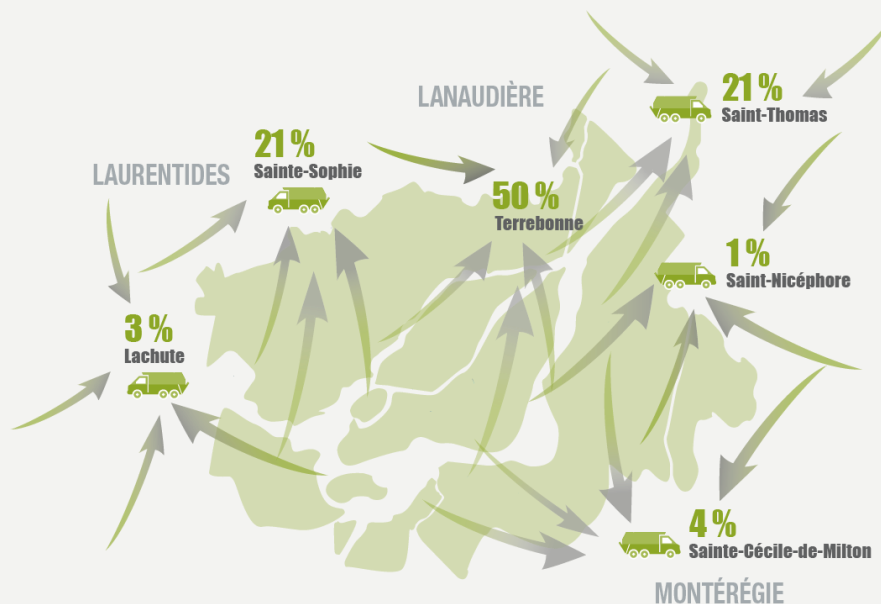 LANAUDIÈRE
21 %
Saint-Thomas
LAURENTIDES
21 %
Sainte-Sophie
50 %
Terrebonne
1 %
Saint-Nicéphore
3 %
Lachute
4 %
Sainte-Cécile-de-Milton
MONTÉRÉGIE